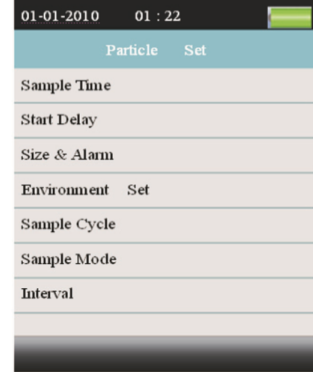 01-01-2010 01 : 22
Particle Set
Sample Time
Start Delay
Size & Alarm
Environment Set
Sample Cycle
Sample Mode
Interval